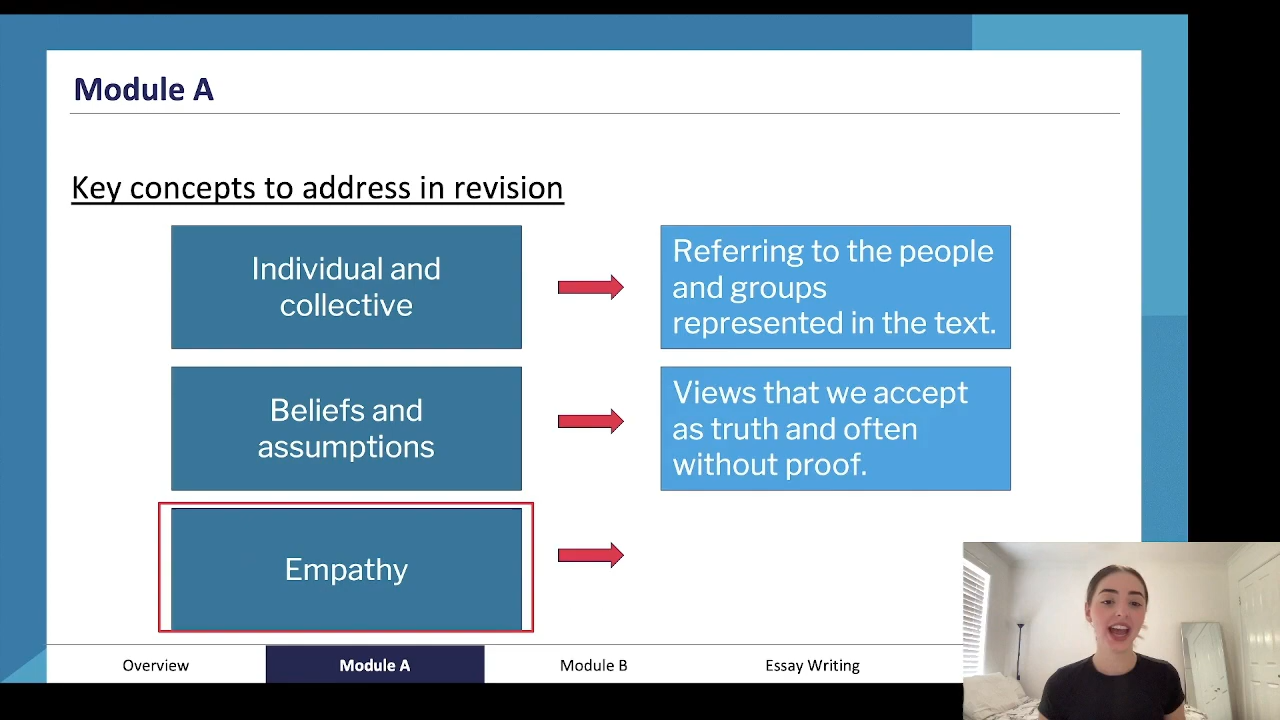 Module A
Key concepts to address in revision
Individual and
collective
Referring to the people
and groups
represented in the text.
Beliefs and
assumptions
Views that we accept
as truth and often
without proof.
Empathy
Overview
Module A
Module B
Essay Writing